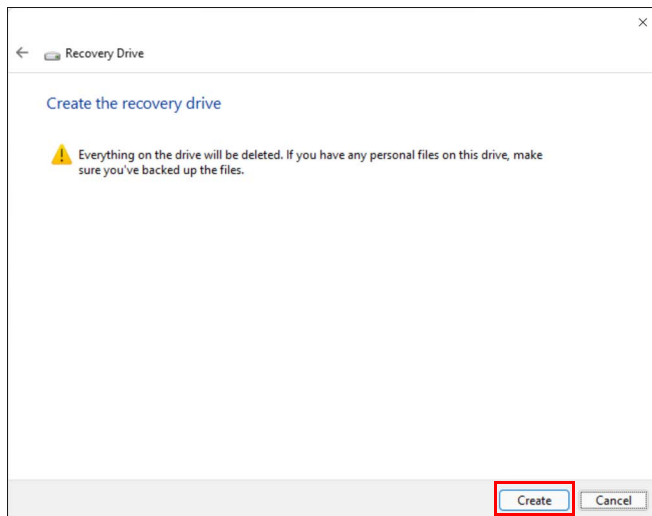 Recovery Drive
Create the recovery drive
Everything on the drive will be deleted. If you have any personal files on this drive, make
sure you've backed up the files.
Create Cancel